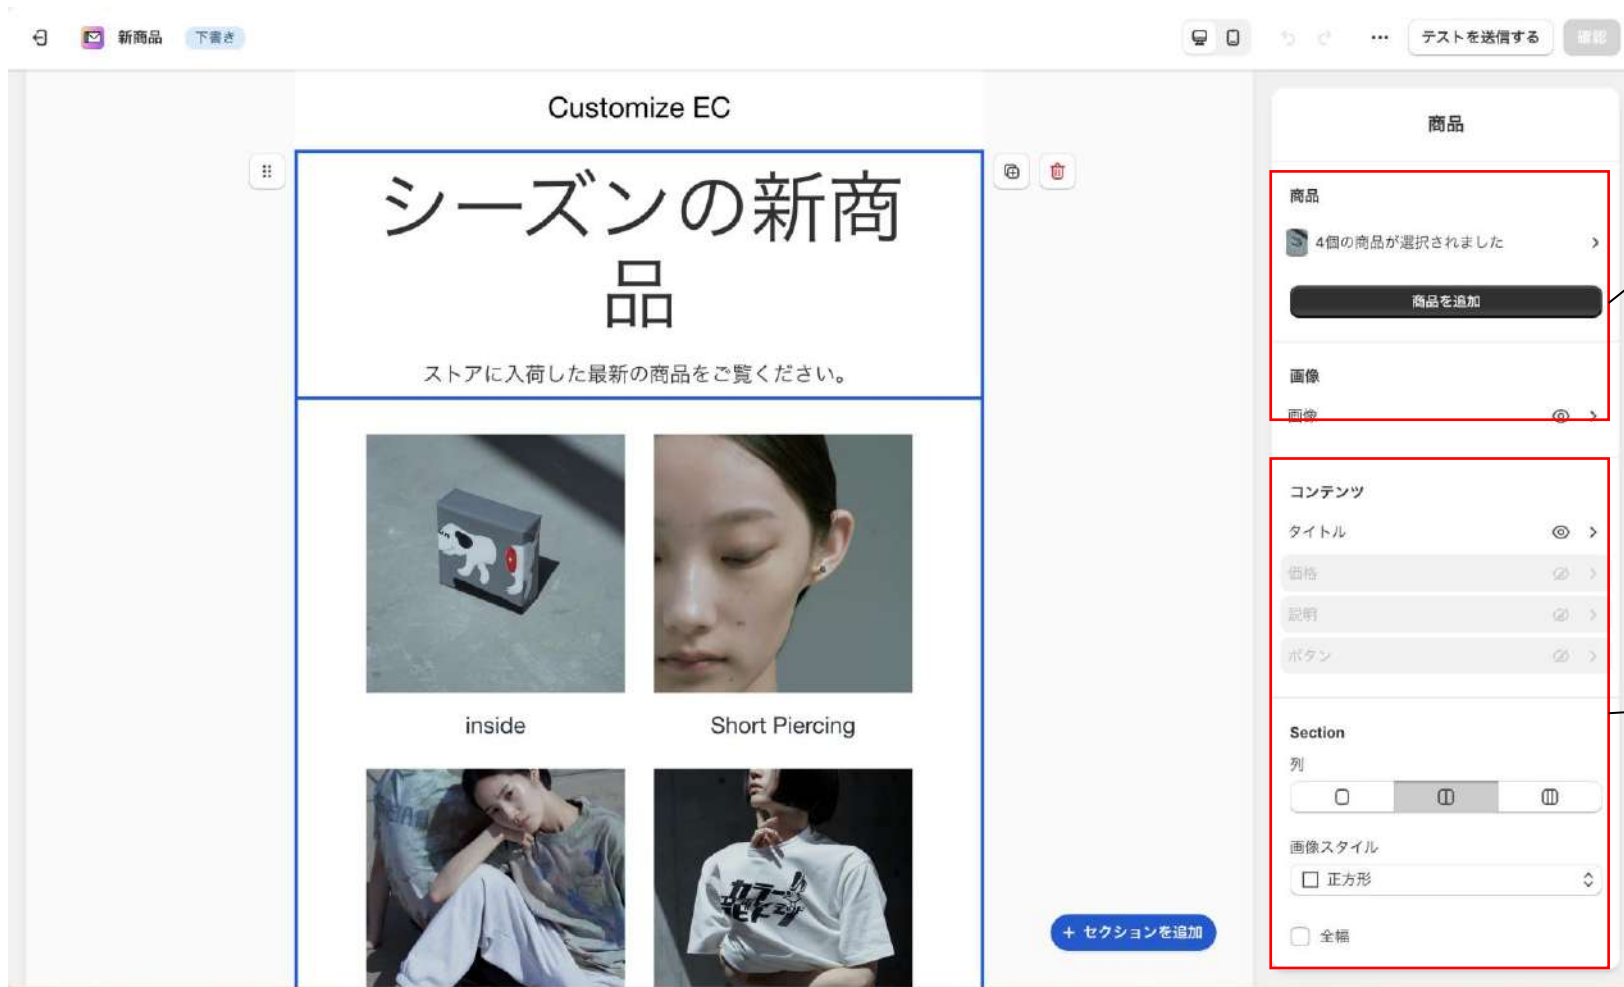 新商品
下書き
テストを送信する
確認
Customize EC
シーズンの新商
品
ストアに入荷した最新の商品をご覧ください。
inside
Short Piercing
カラー
+ セクションを追加
商品
商品
4個の商品が選択されました
商品を追加
画像
画像
コンテンツ
タイトル
価格
説明
ボタン
Section
列
画像スタイル
正方形
全幅